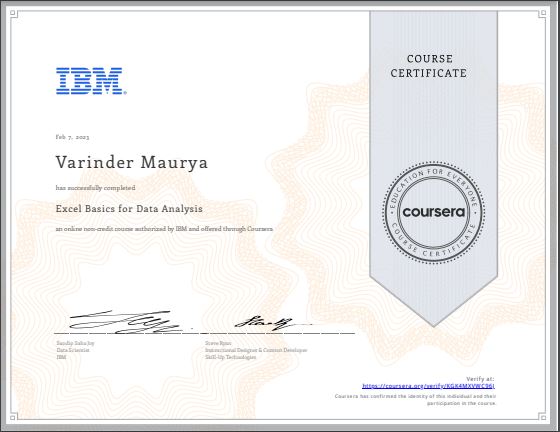 COURSE
CERTIFICATE
IBM
Feb 7, 2023
Varinder Maurya
has successfully completed
Excel Basics for Data Analysis
an online non-credit course authorized by IBM and offered through Coursera
EDUCATION FOR EVERYONE
coursera
COURSE CERTIFICATE
Sandip Saha Joy
Data Scientist
IBM
Steve Ryan
Instructional Designer & Content Developer
Skill-Up Technologies
Verify at:
https://coursera.org/verify/
Coursera has confirmed the identity of this individual and their
participation in the course.